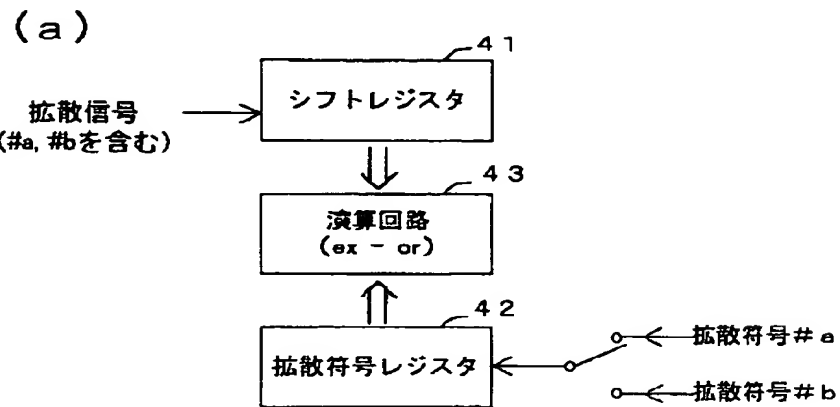 (a)
41
シフトレジスタ
拡散信号
(#a, #bを含む)
43
演算回路
(ex - or)
42
拡散符号レジスタ
拡散符号#a
拡散符号#b